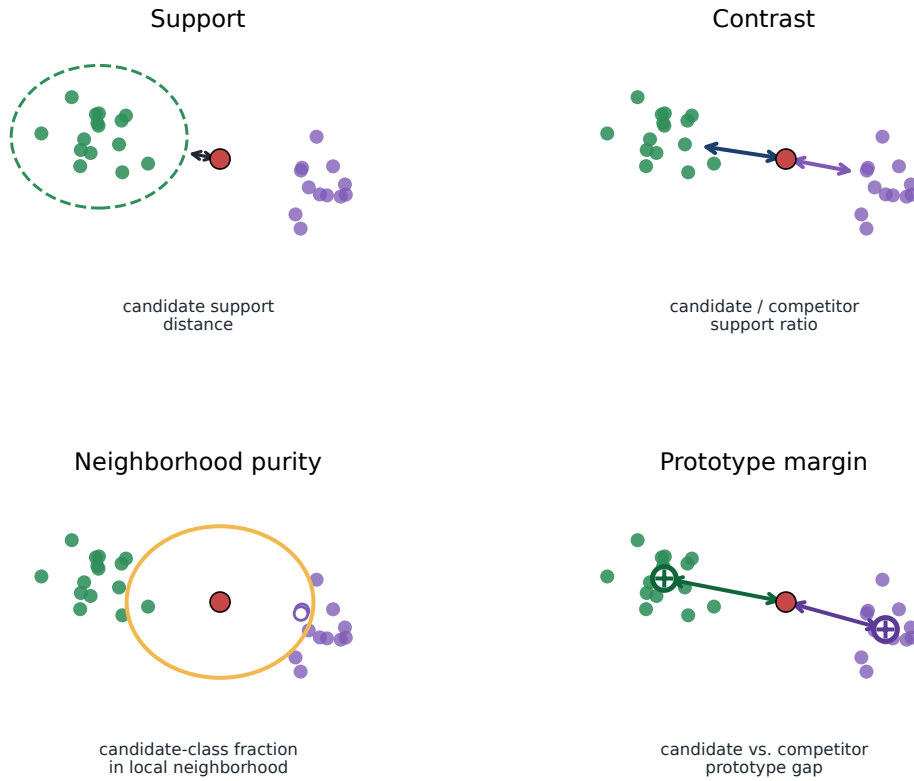 Support
Contrast
candidate support
distance
candidate / competitor
support ratio
Neighborhood purity
Prototype margin
candidate-class fraction
in local neighborhood
candidate vs. competitor
prototype gap